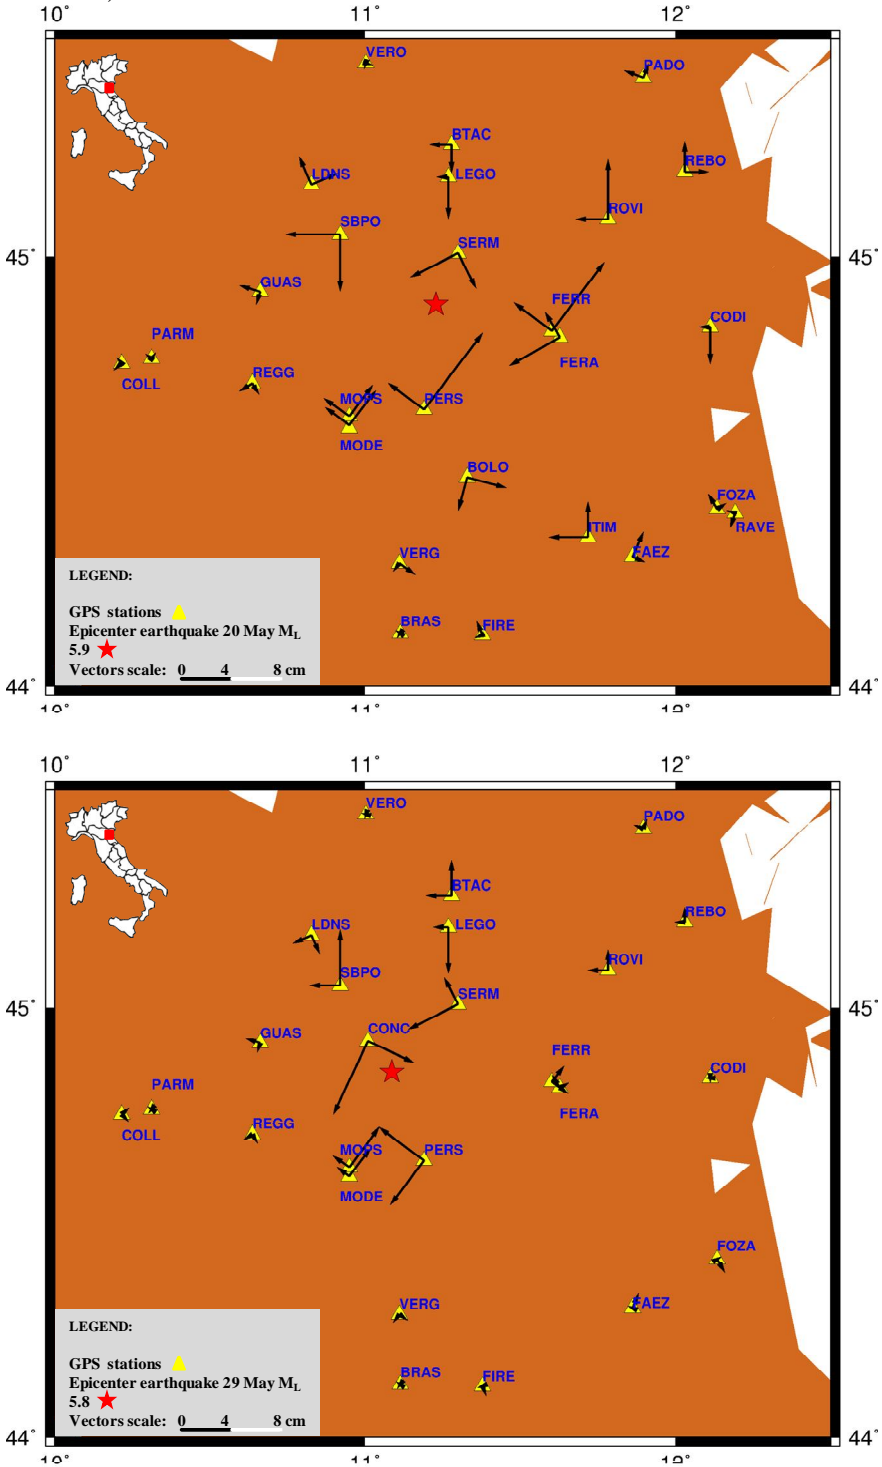 10° 11° 12°
VERO
PADO
BTAC
LDNS
LEGO
REBO
ROVI
SBPO
SERM
45° 45°
GUAS
FERR
CODI
PARM
FERA
COLL
REGG
MOPS
PERS
MODE
BOLO
FOZA
ITIM
RAVE
VERG
FAEZ
LEGEND:
GPS stations
BRAS
FIRE
Epicenter earthquake 20 May ML
5.9
Vectors scale: 0 4 8 cm
44° 44°
10° 11° 12°
VERO
PADO
BTAC
REBO
LDNS
LEGO
ROVI
SBPO
SERM
45° 45°
CONC
GUAS
FERR
CODI
PARM
FERA
REGG
COLL
MOPS
PERS
MODE
FOZA
VERG
FAEZ
LEGEND:
GPS stations
BRAS
FIRE
Epicenter earthquake 29 May ML
5.8
Vectors scale: 0 4 8 cm
44° 44°